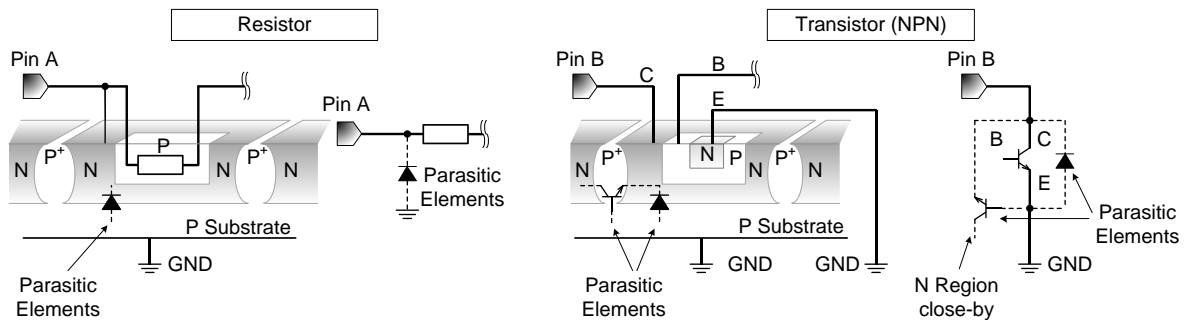 Resistor
Transistor (NPN)
Pin A
Pin A
N
P+
N
P
N
P+
N
Parasitic
Elements
P Substrate
GND
Parasitic
Elements
Pin B
C
B
E
N
P+
N
N
P
N
P+
N
P Substrate
GND
GND
Parasitic
Elements
Pin B
B
C
E
Parasitic
Elements
GND
N Region
close-by